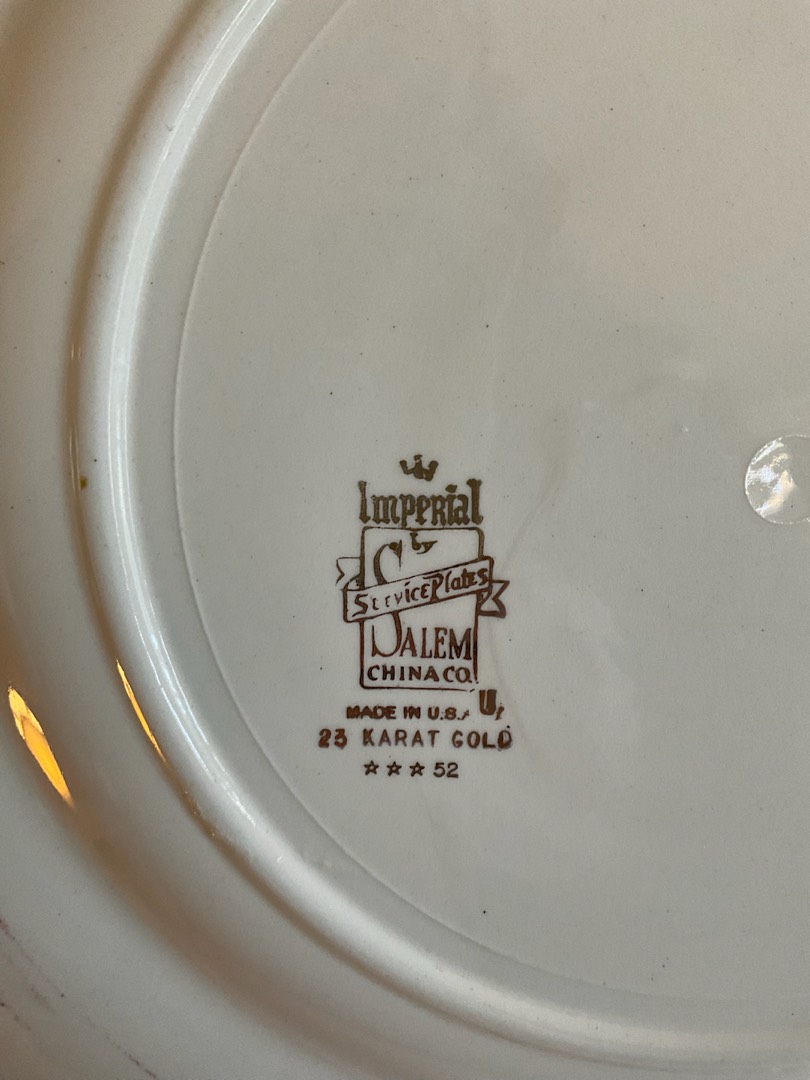 Imperial
by
Service Plates
SALEM
CHINA CO.
MADE IN U.S.
23 KARAT GOLD
☆☆☆ 52